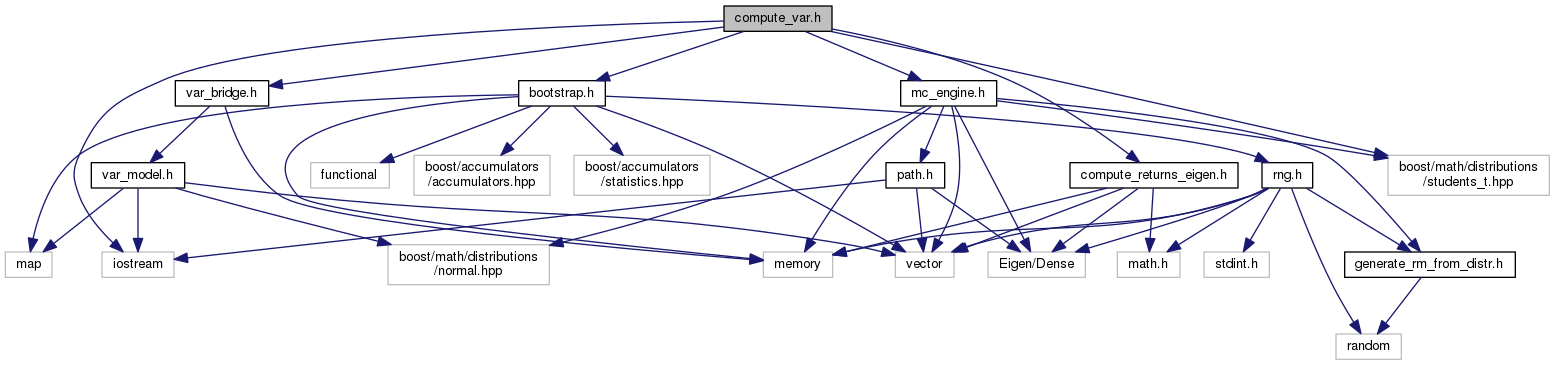 compute_var.h
var_bridge.h
bootstrap.h
mc_engine.h
var_model.h
functional
boost/accumulators
/accumulators.hpp
boost/accumulators
/statistics.hpp
path.h
compute_returns_eigen.h
rng.h
boost/math/distributions
/students_t.hpp
map
iostream
boost/math/distributions
/normal.hpp
memory
vector
Eigen/Dense
math.h
stdint.h
generate_rm_from_distr.h
random